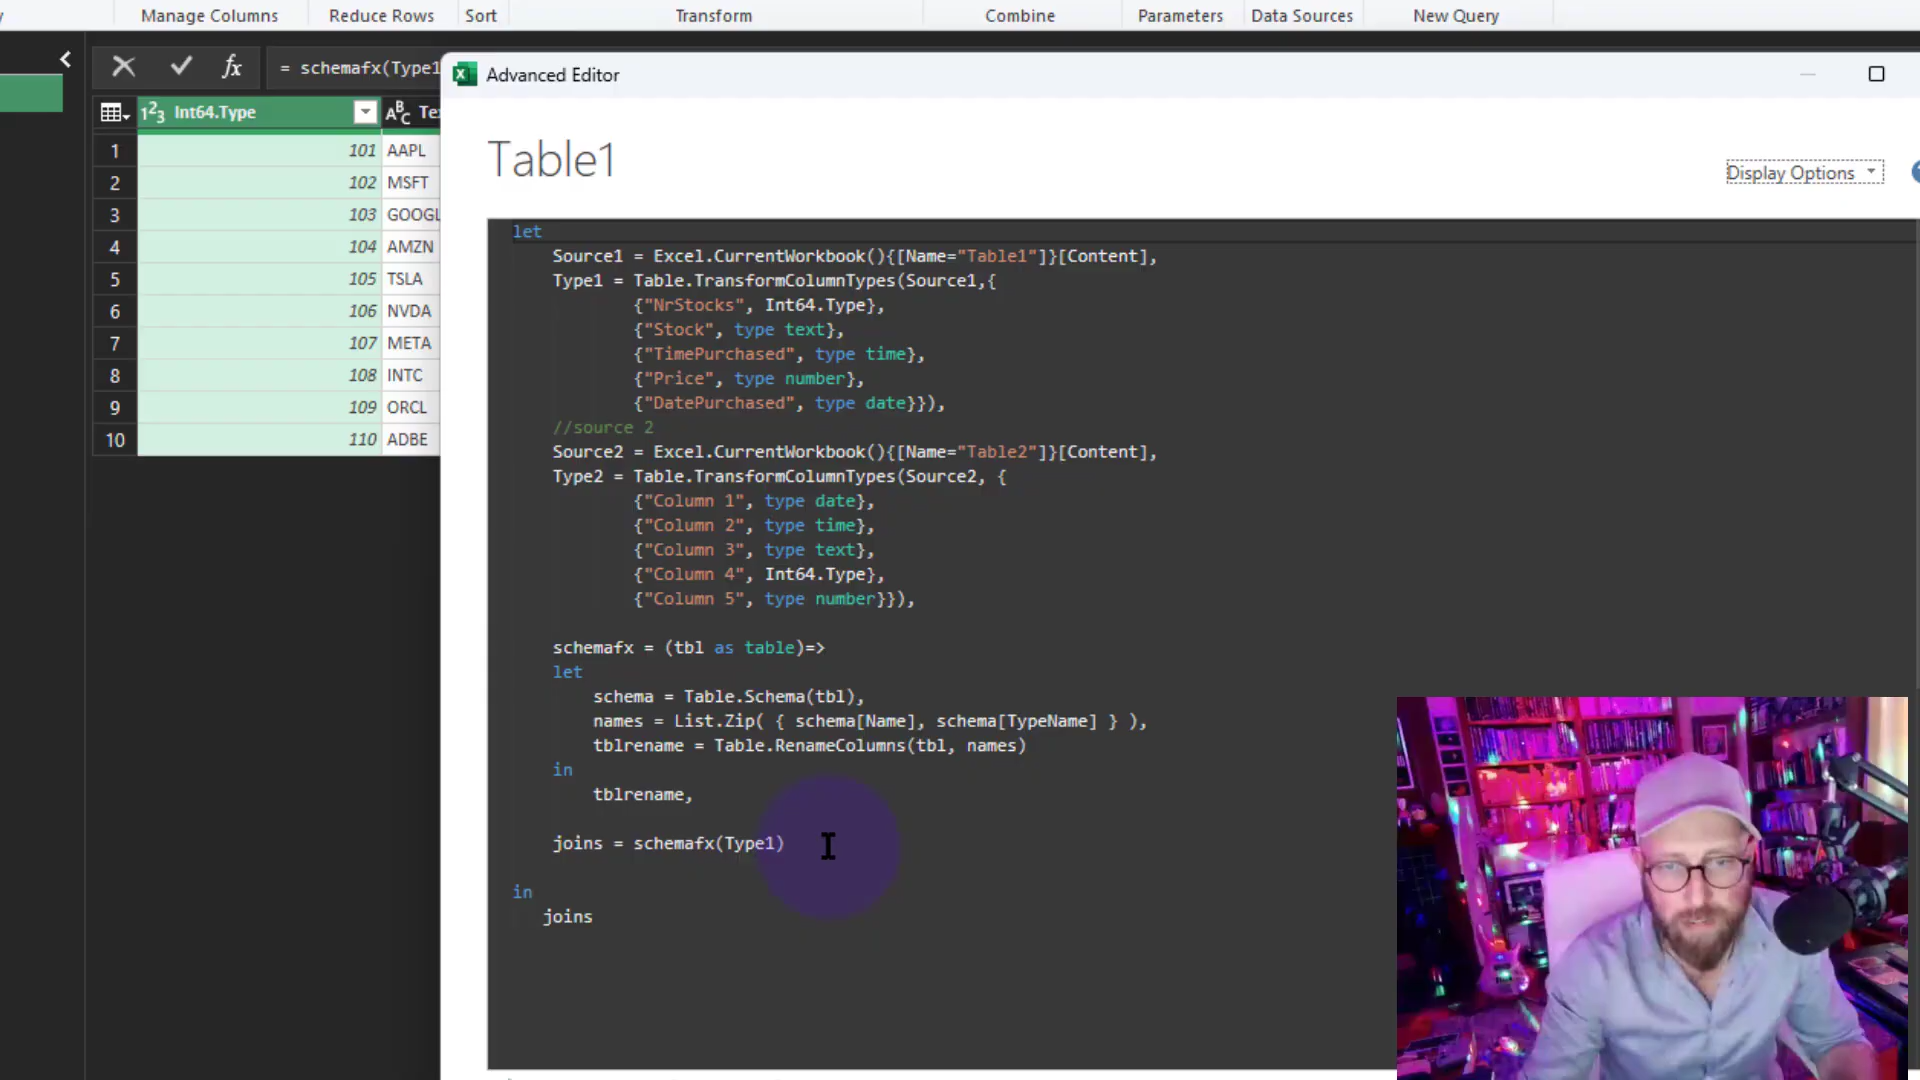 Manage Columns
Reduce Rows
Sort
Transform
Combine
Parameters
Data Sources
New Query
fx
= schemafx(Type1
Advanced Editor
Table1
Display Options
123 Int64.Type
ABC Te
1 101 AAPL
2 102 MSFT
3 103 GOOGL
4 104 AMZN
5 105 TSLA
6 106 NVDA
7 107 META
8 108 INTC
9 109 ORCL
10 110 ADBE
let
Source1 = Excel.CurrentWorkbook(){[Name="Table1"]}[Content],
Type1 = Table.TransformColumnTypes(Source1,{
{"NrStocks", Int64.Type},
{"Stock", type text},
{"TimePurchased", type time},
{"Price", type number},
{"DatePurchased", type date}}),
//source 2
Source2 = Excel.CurrentWorkbook(){[Name="Table2"]}[Content],
Type2 = Table.TransformColumnTypes(Source2, {
{"Column 1", type date},
{"Column 2", type time},
{"Column 3", type text},
{"Column 4", Int64.Type},
{"Column 5", type number}}),
schemafx = (tbl as table)=>
let
schema = Table.Schema(tbl),
names = List.Zip( { schema[Name], schema[TypeName] } ),
tblrename = Table.RenameColumns(tbl, names)
in
tblrename,
joins = schemafx(Type1)
in
joins